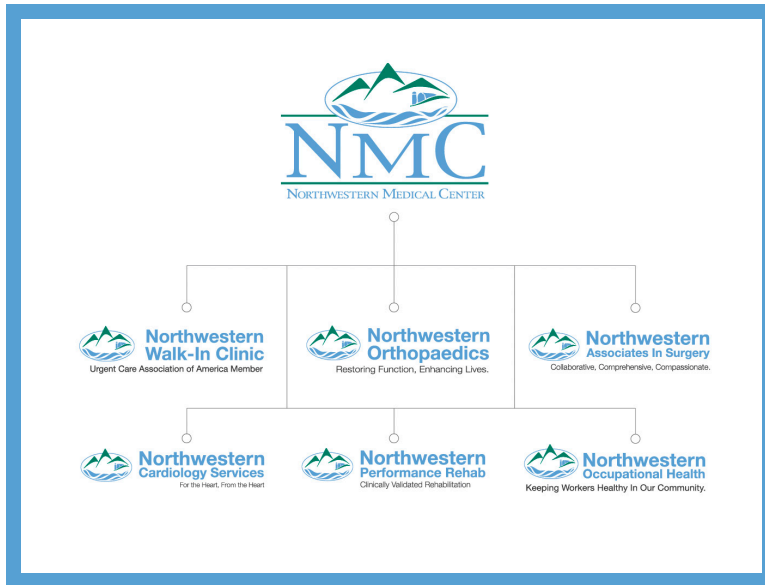 NMC
Northwestern Medical Center
Northwestern
Walk-In Clinic
Urgent Care Association of America Member
Northwestern
Orthopaedics
Restoring Function, Enhancing Lives.
Northwestern
Associates In Surgery
Collaborative, Comprehensive, Compassionate.
Northwestern
Cardiology Services
For the Heart, From the Heart
Northwestern
Performance Rehab
Clinically Validated Rehabilitation
Northwestern
Occupational Health
Keeping Workers Healthy In Our Community.